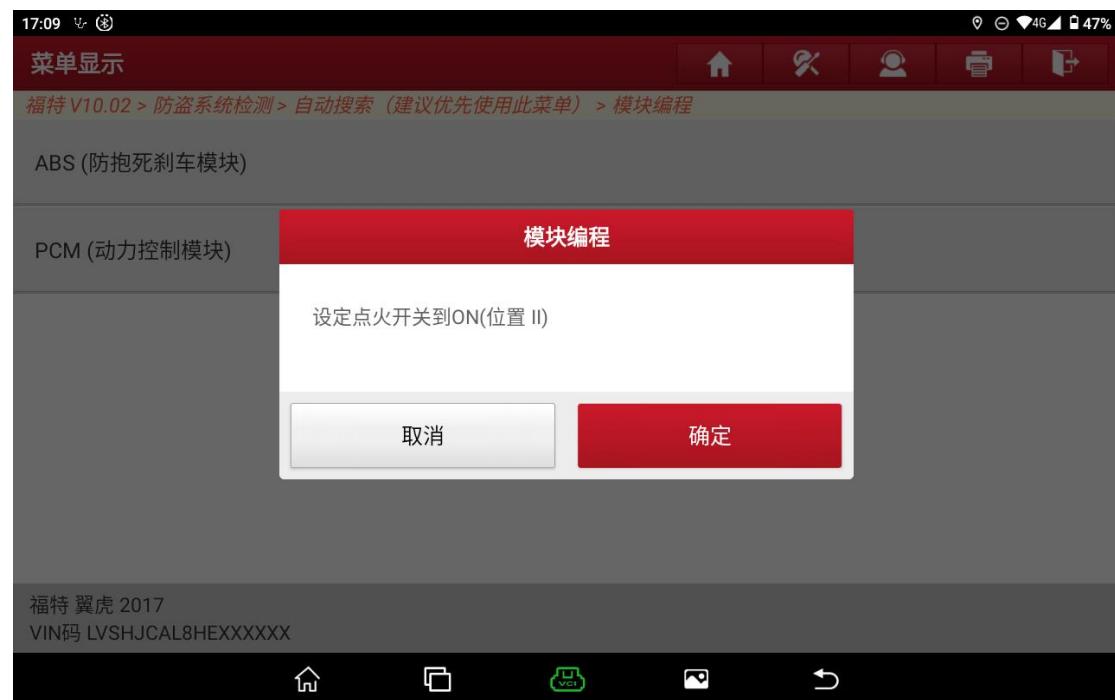 17:09 4G 47%
菜单显示
福特 V10.02 > 防盗系统检测 > 自动搜索（建议优先使用此菜单） > 模块编程
ABS (防抱死刹车模块)
PCM (动力控制模块)
模块编程
设定点火开关到ON(位置 II)
取消 确定
福特 翼虎 2017
VIN码 LVSHJCAL8HEXXXXXX
VCI